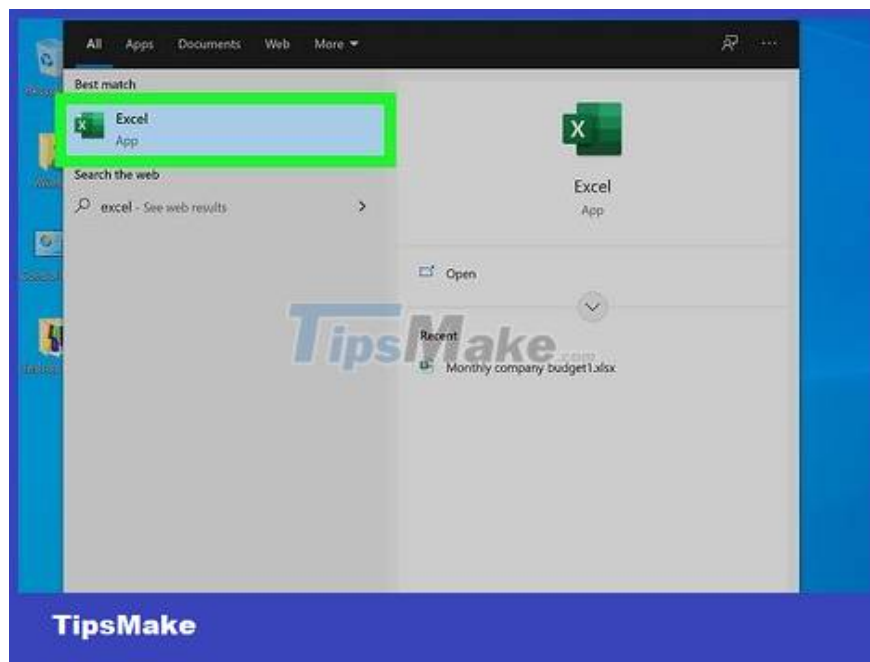 All Apps Documents Web More
Best match
Excel
App
Search the web
excel - See web results
Excel
App
Open
Recent
Monthly company budget1.xlsx
TipsMake.com
TipsMake